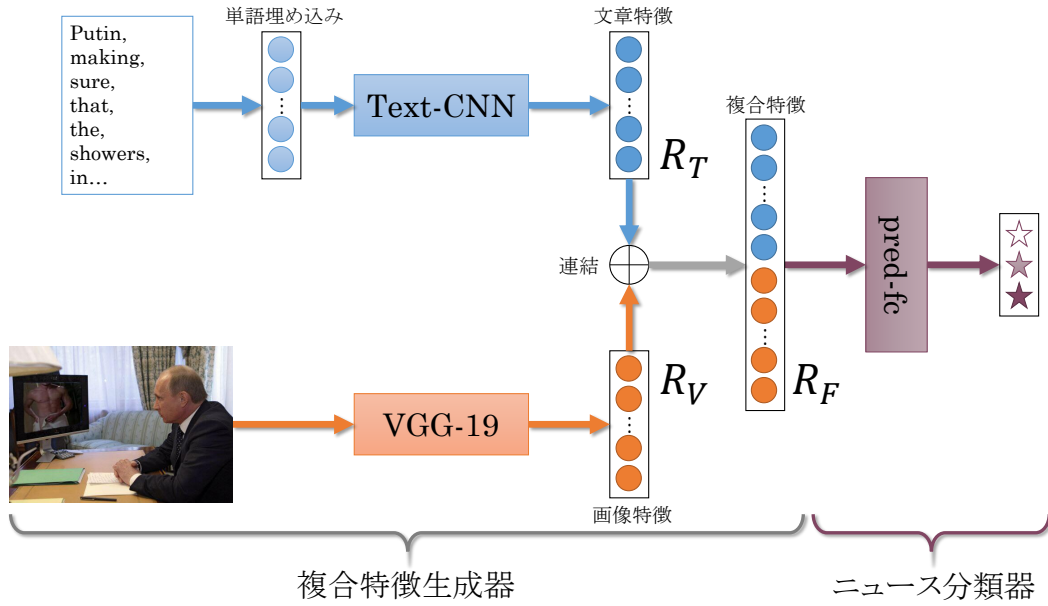 単語埋め込み
文章特徴
Putin,
making,
sure,
that,
the,
showers,
in…
Text-CNN
R_T
複合特徴
連結
pred-fc
VGG-19
R_V
R_F
画像特徴
複合特徴生成器
ニュース分類器